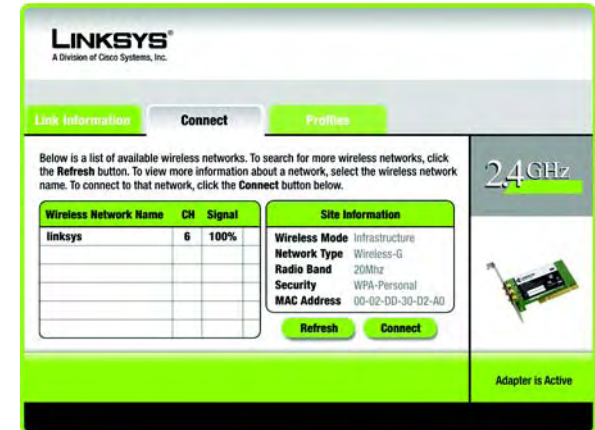 LINKSYS®
A Division of Cisco Systems, Inc.
Link Information
Connect
Profiles
Below is a list of available wireless networks. To search for more wireless networks, click
the Refresh button. To view more information about a network, select the wireless network
name. To connect to that network, click the Connect button below.
Wireless Network Name CH Signal
linksys 6 100%
Site Information
Wireless Mode Infrastructure
Network Type Wireless-G
Radio Band 20Mhz
Security WPA-Personal
MAC Address 00-02-DD-30-D2-A0
Refresh
Connect
2.4GHz
Adapter is Active